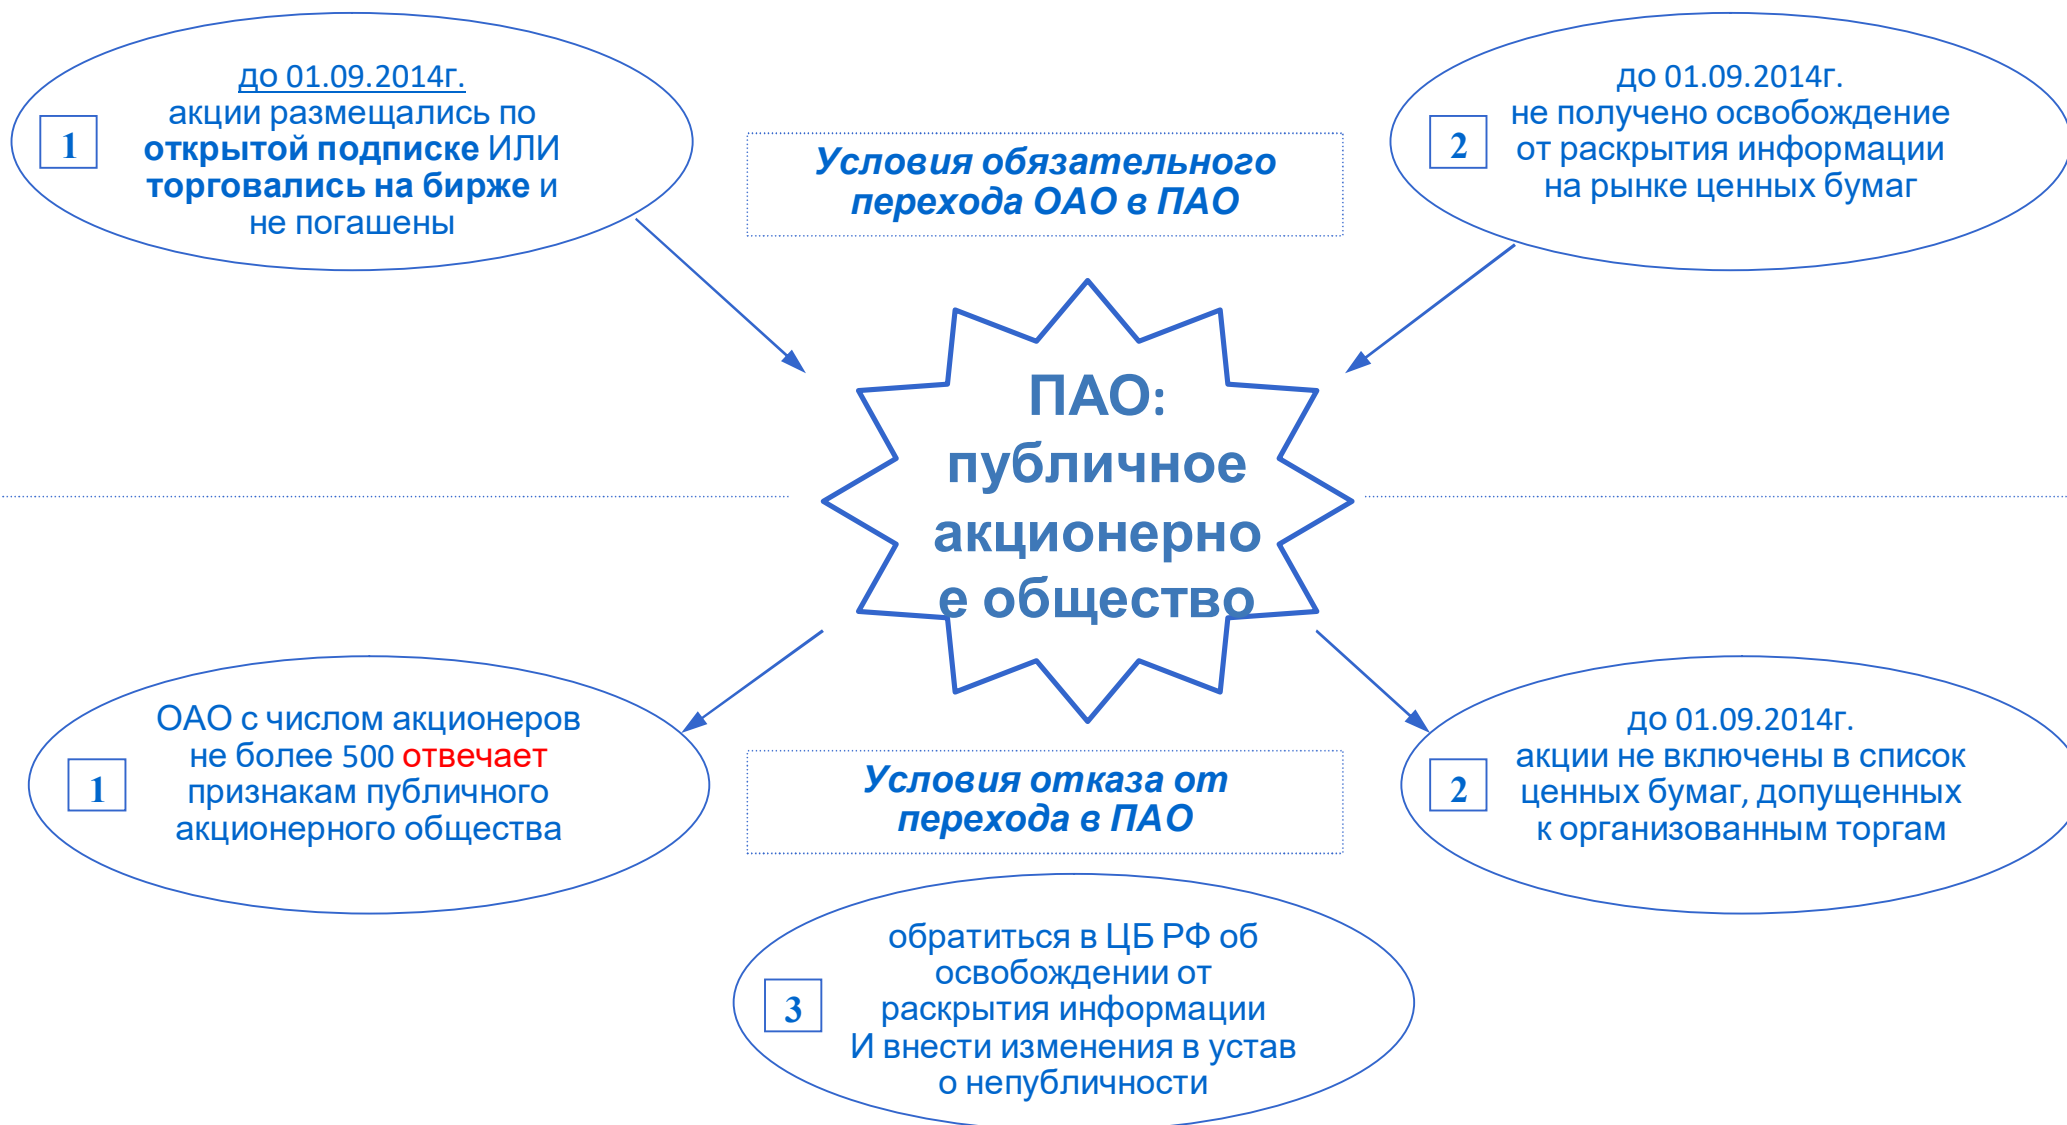 до 01.09.2014г.
акции размещались по
открытой подписке ИЛИ
торговались на бирже и
не погашены
1
Условия обязательного
перехода ОАО в ПАО
до 01.09.2014г.
не получено освобождение
от раскрытия информации
на рынке ценных бумаг
2
ПАО:
публичное
акционерно
е общество
ОАО с числом акционеров
не более 500 отвечает
признакам публичного
акционерного общества
1
Условия отказа от
перехода в ПАО
до 01.09.2014г.
акции не включены в список
ценных бумаг, допущенных
к организованным торгам
2
обратиться в ЦБ РФ об
освобождении от
раскрытия информации
И внести изменения в устав
о непубличности
3